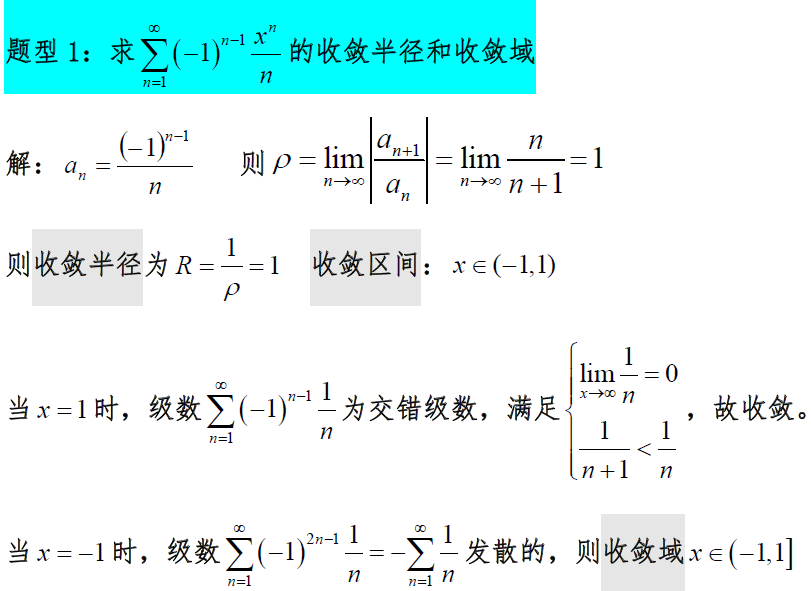 题型 1：求 $\sum_{n=1}^{\infty}(-1)^{n-1}\frac{x^n}{n}$ 的收敛半径和收敛域
解：$a_n=\frac{(-1)^{n-1}}{n}$ 则 $\rho=\lim_{n\to\infty}\left|\frac{a_{n+1}}{a_n}\right|=\lim_{n\to\infty}\frac{n}{n+1}=1$
则收敛半径为 $R=\frac{1}{\rho}=1$ 收敛区间：$x\in(-1,1)$
当 $x=1$ 时，级数 $\sum_{n=1}^{\infty}(-1)^{n-1}\frac{1}{n}$ 为交错级数，满足 $\begin{cases}\lim_{x\to\infty}\frac{1}{n}=0\\\frac{1}{n+1}<\frac{1}{n}\end{cases}$，故收敛。
当 $x=-1$ 时，级数 $\sum_{n=1}^{\infty}(-1)^{2n-1}\frac{1}{n}=-\sum_{n=1}^{\infty}\frac{1}{n}$ 发散的，则收敛域 $x\in(-1,1]$